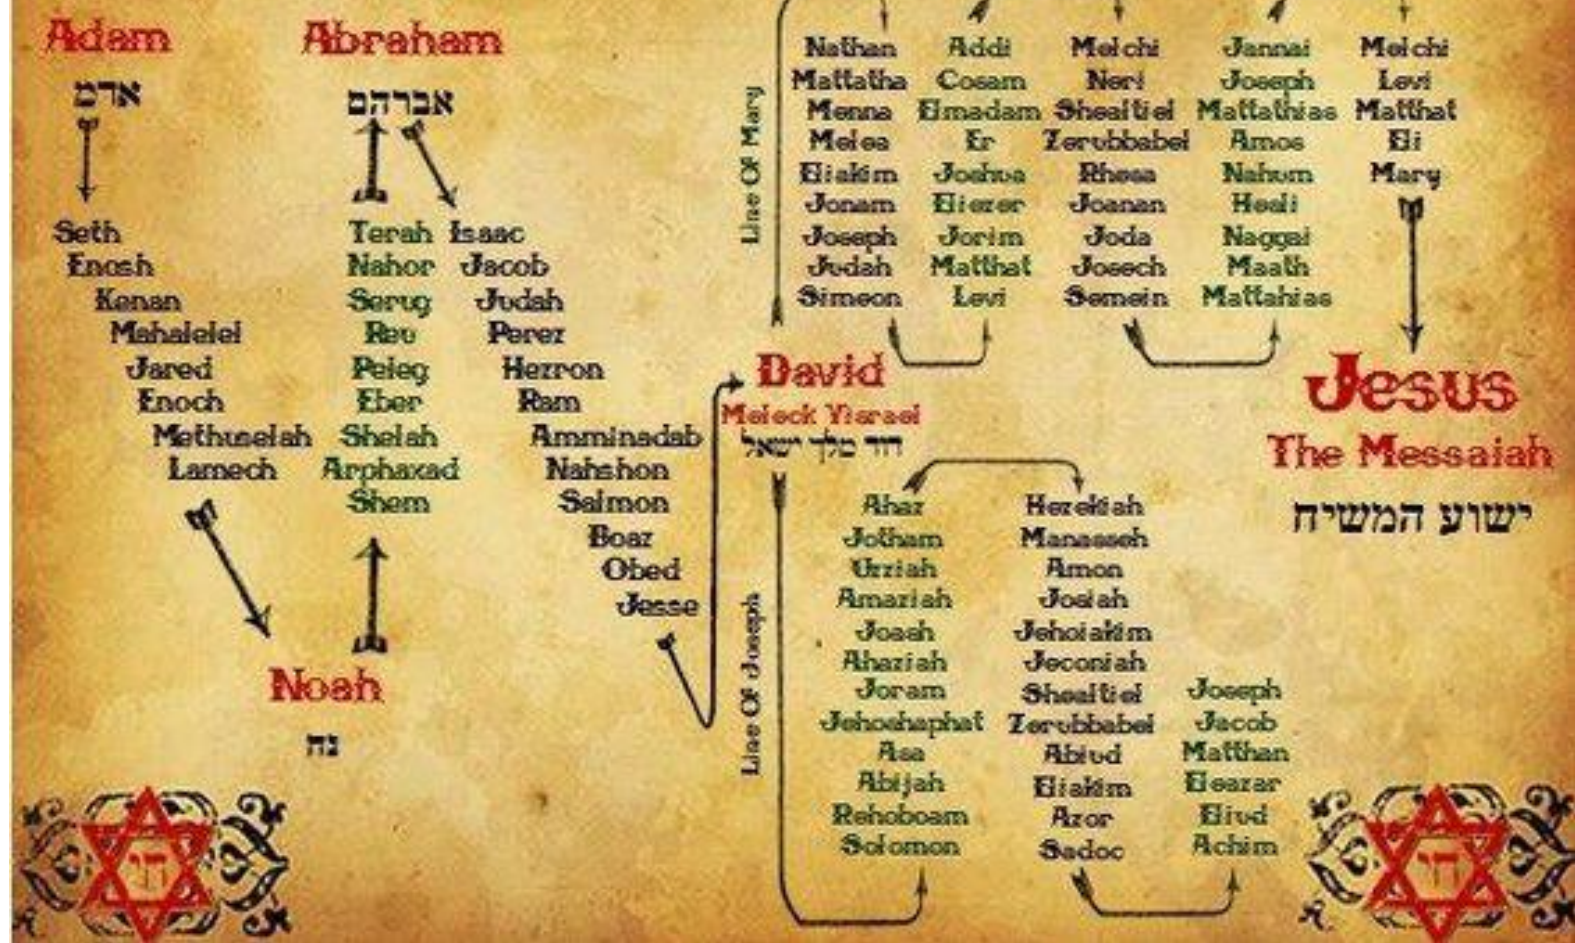 Adam
אדמ
Seth
Enosh
Kenan
Mahalelel
Jared
Enoch
Methuselah
Lamech
Noah
נח
Abraham
אברהם
Terah
Nahor
Serug
Reu
Peleg
Eber
Shelah
Arphaxad
Shem
Isaac
Jacob
Judah
Perez
Hezron
Ram
Amminadab
Nahshon
Salmon
Boaz
Obed
Jesse
David
Meleck Yisrael
דוד מלך ישאל
Line Of Mary
Nathan
Mattatha
Menna
Melea
Eliakim
Jonam
Joseph
Judah
Simeon
Addi
Cosam
Elmadam
Er
Joshua
Eliezer
Jorim
Matthat
Levi
Melchi
Neri
Shealtiel
Zerubbabel
Rhesa
Joanan
Joda
Josech
Semein
Jannai
Joseph
Mattathias
Amos
Nahum
Hesli
Naggai
Maath
Mattahias
Melchi
Levi
Matthat
Eli
Mary
Jesus
The Messaiah
ישוע המשיח
Line Of Joseph
Ahaz
Jotham
Uzziah
Amaziah
Joash
Ahaziah
Joram
Jehoshaphat
Asa
Abijah
Rehoboam
Solomon
Hezekiah
Manasseh
Amon
Josiah
Jehoiakim
Jeconiah
Shealtiel
Zerubbabel
Abiud
Eliakim
Azor
Sadoc
Joseph
Jacob
Matthan
Eleazar
Eliud
Achim
חי
חי